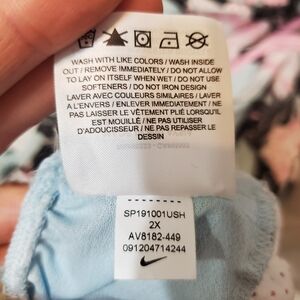 WASH WITH LIKE COLORS / WASH INSIDE
OUT / REMOVE IMMEDIATELY / DO NOT ALLOW
TO LAY ON ITSELF WHEN WET / DO NOT USE
SOFTENERS / DO NOT IRON DESIGN
LAVER AVEC COULEURS SIMILAIRES / LAVER
A L'ENVERS / ENLEVER IMMEDIATEMENT / NE
PAS LAISSER LE VÊTEMENT PLIÉ LORSQU'IL
EST MOUILLÉ / NE PAS UTILISER
D'ADOUCISSEUR / NE PAS REPASSER LE
DESSIN
SP191001USH
2X
AV8182-449
091204714244